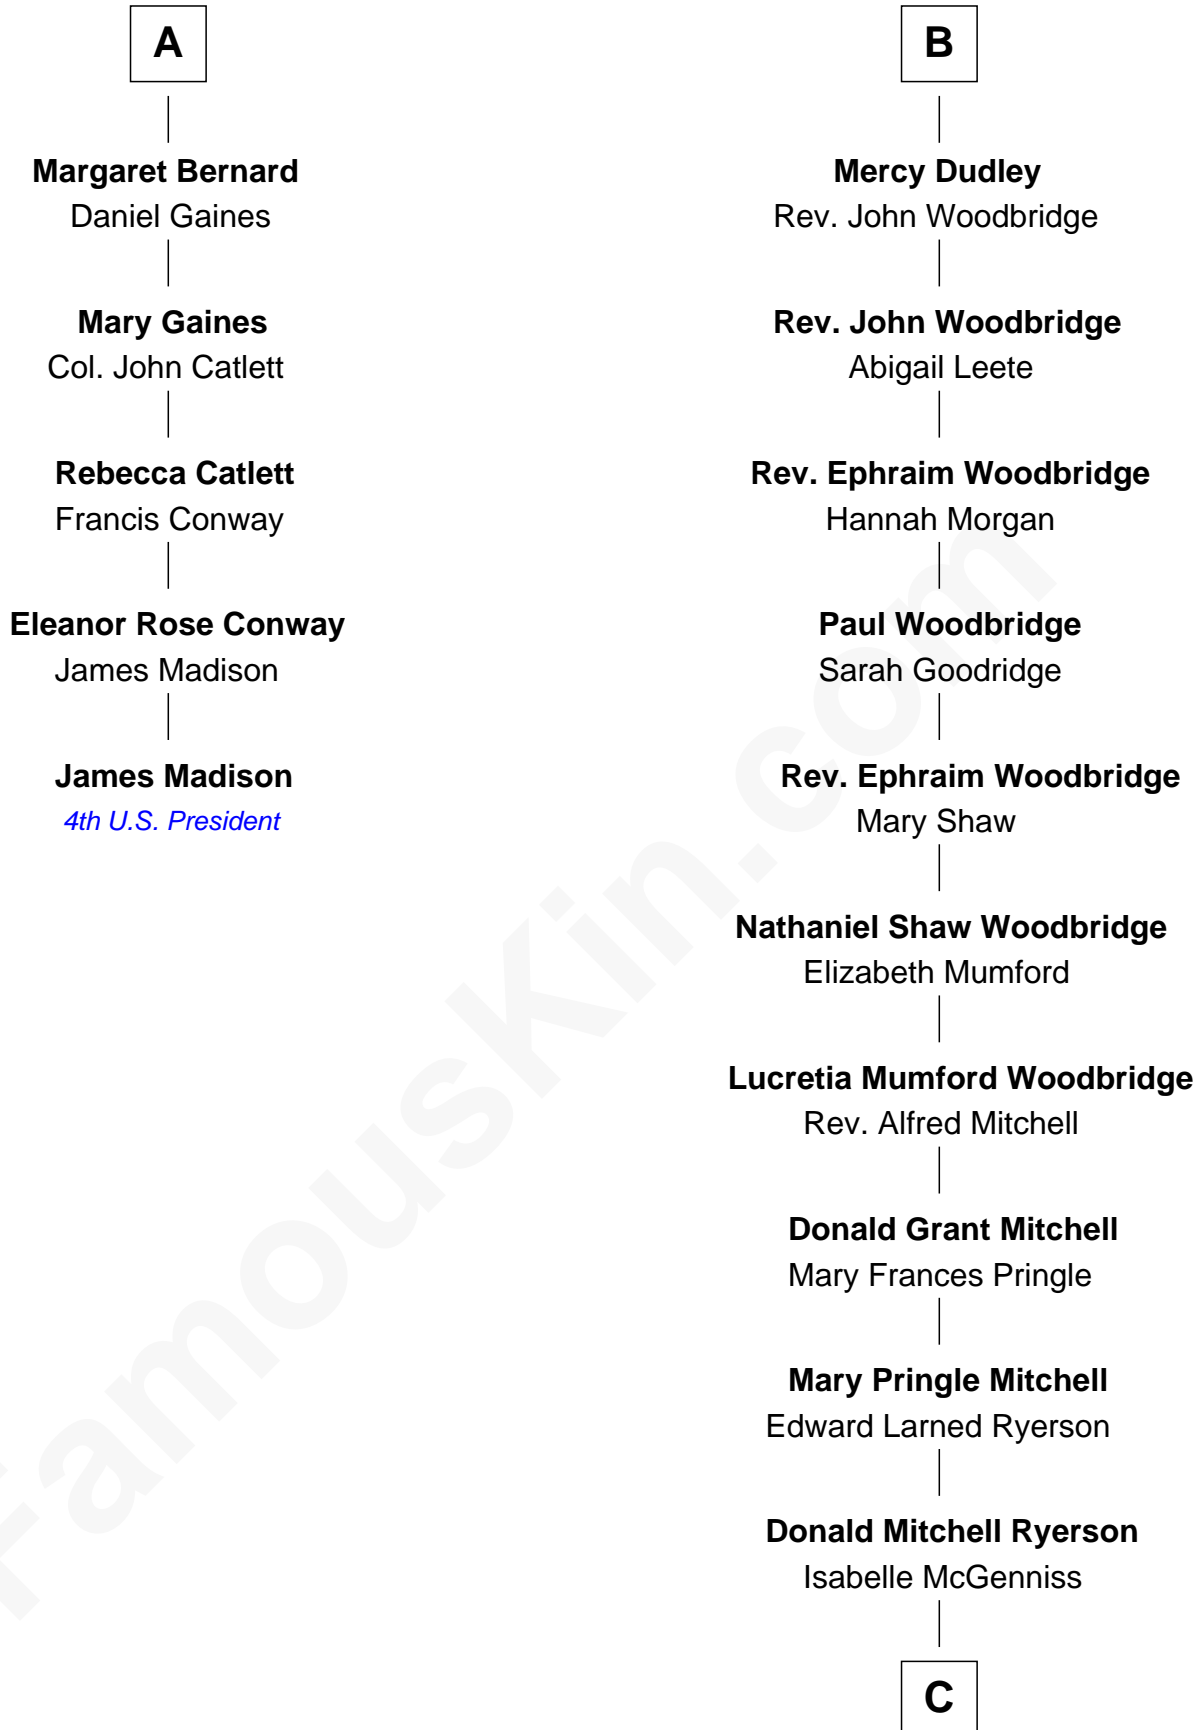 A
Margaret Bernard
Daniel Gaines
Mary Gaines
Col. John Catlett
Rebecca Catlett
Francis Conway
Eleanor Rose Conway
James Madison
James Madison
4th U.S. President
B
Mercy Dudley
Rev. John Woodbridge
Rev. John Woodbridge
Abigail Leete
Rev. Ephraim Woodbridge
Hannah Morgan
Paul Woodbridge
Sarah Goodridge
Rev. Ephraim Woodbridge
Mary Shaw
Nathaniel Shaw Woodbridge
Elizabeth Mumford
Lucretia Mumford Woodbridge
Rev. Alfred Mitchell
Donald Grant Mitchell
Mary Frances Pringle
Mary Pringle Mitchell
Edward Larned Ryerson
Donald Mitchell Ryerson
Isabelle McGenniss
C
FamousKin.com